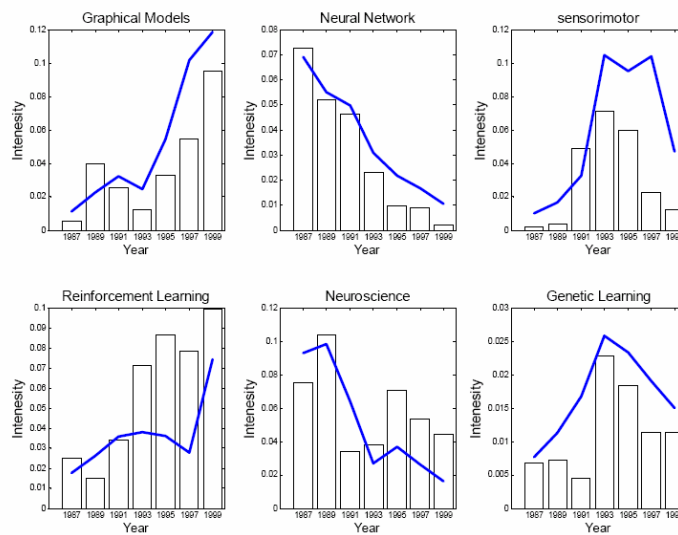 Graphical Models
0.12
0.1
0.08
0.06
0.04
0.02
0
Intenesity
1987 1989 1991 1993 1995 1997 1999
Year
Neural Network
0.08
0.07
0.06
0.05
0.04
0.03
0.02
0.01
0
Intenesity
1987 1989 1991 1993 1995 1997 1999
Year
sensorimotor
0.12
0.1
0.08
0.06
0.04
0.02
0
Intenesity
1987 1989 1991 1993 1995 1997 199
Year
Reinforcement Learning
0.1
0.09
0.08
0.07
0.06
0.05
0.04
0.03
0.02
0.01
0
Intenesity
1987 1989 1991 1993 1995 1997 1999
Year
Neuroscience
0.12
0.1
0.08
0.06
0.04
0.02
0
Intenesity
1987 1989 1991 1993 1995 1997 1999
Year
Genetic Learning
0.03
0.025
0.02
0.015
0.01
0.005
0
Intenesity
1987 1989 1991 1993 1995 1997 199
Year